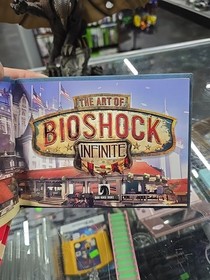 THE ART OF
BIOSHOCK
INFINITE